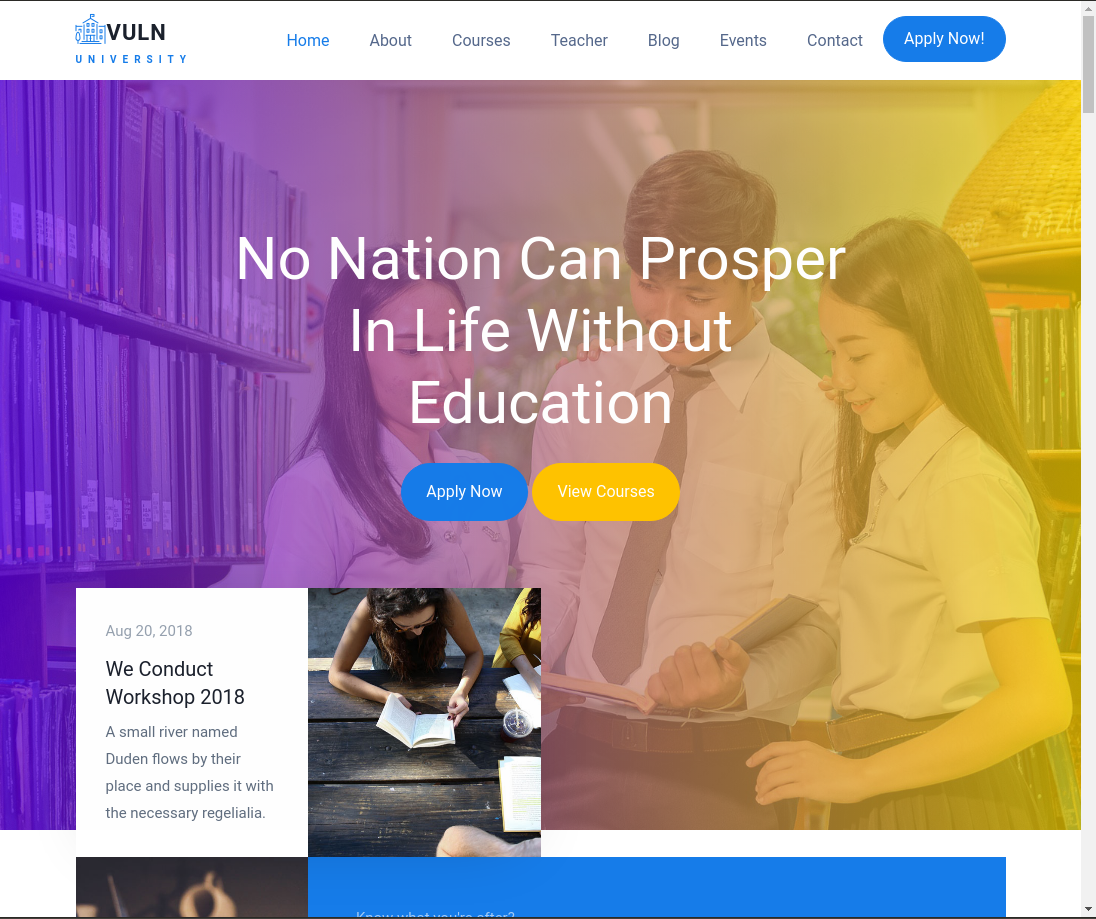 VULN
UNIVERSITY
Home About Courses Teacher Blog Events Contact Apply Now!
No Nation Can Prosper
In Life Without
Education
Apply Now View Courses
Aug 20, 2018
We Conduct
Workshop 2018
A small river named
Duden flows by their
place and supplies it with
the necessary regelialia.
Know what you're after?